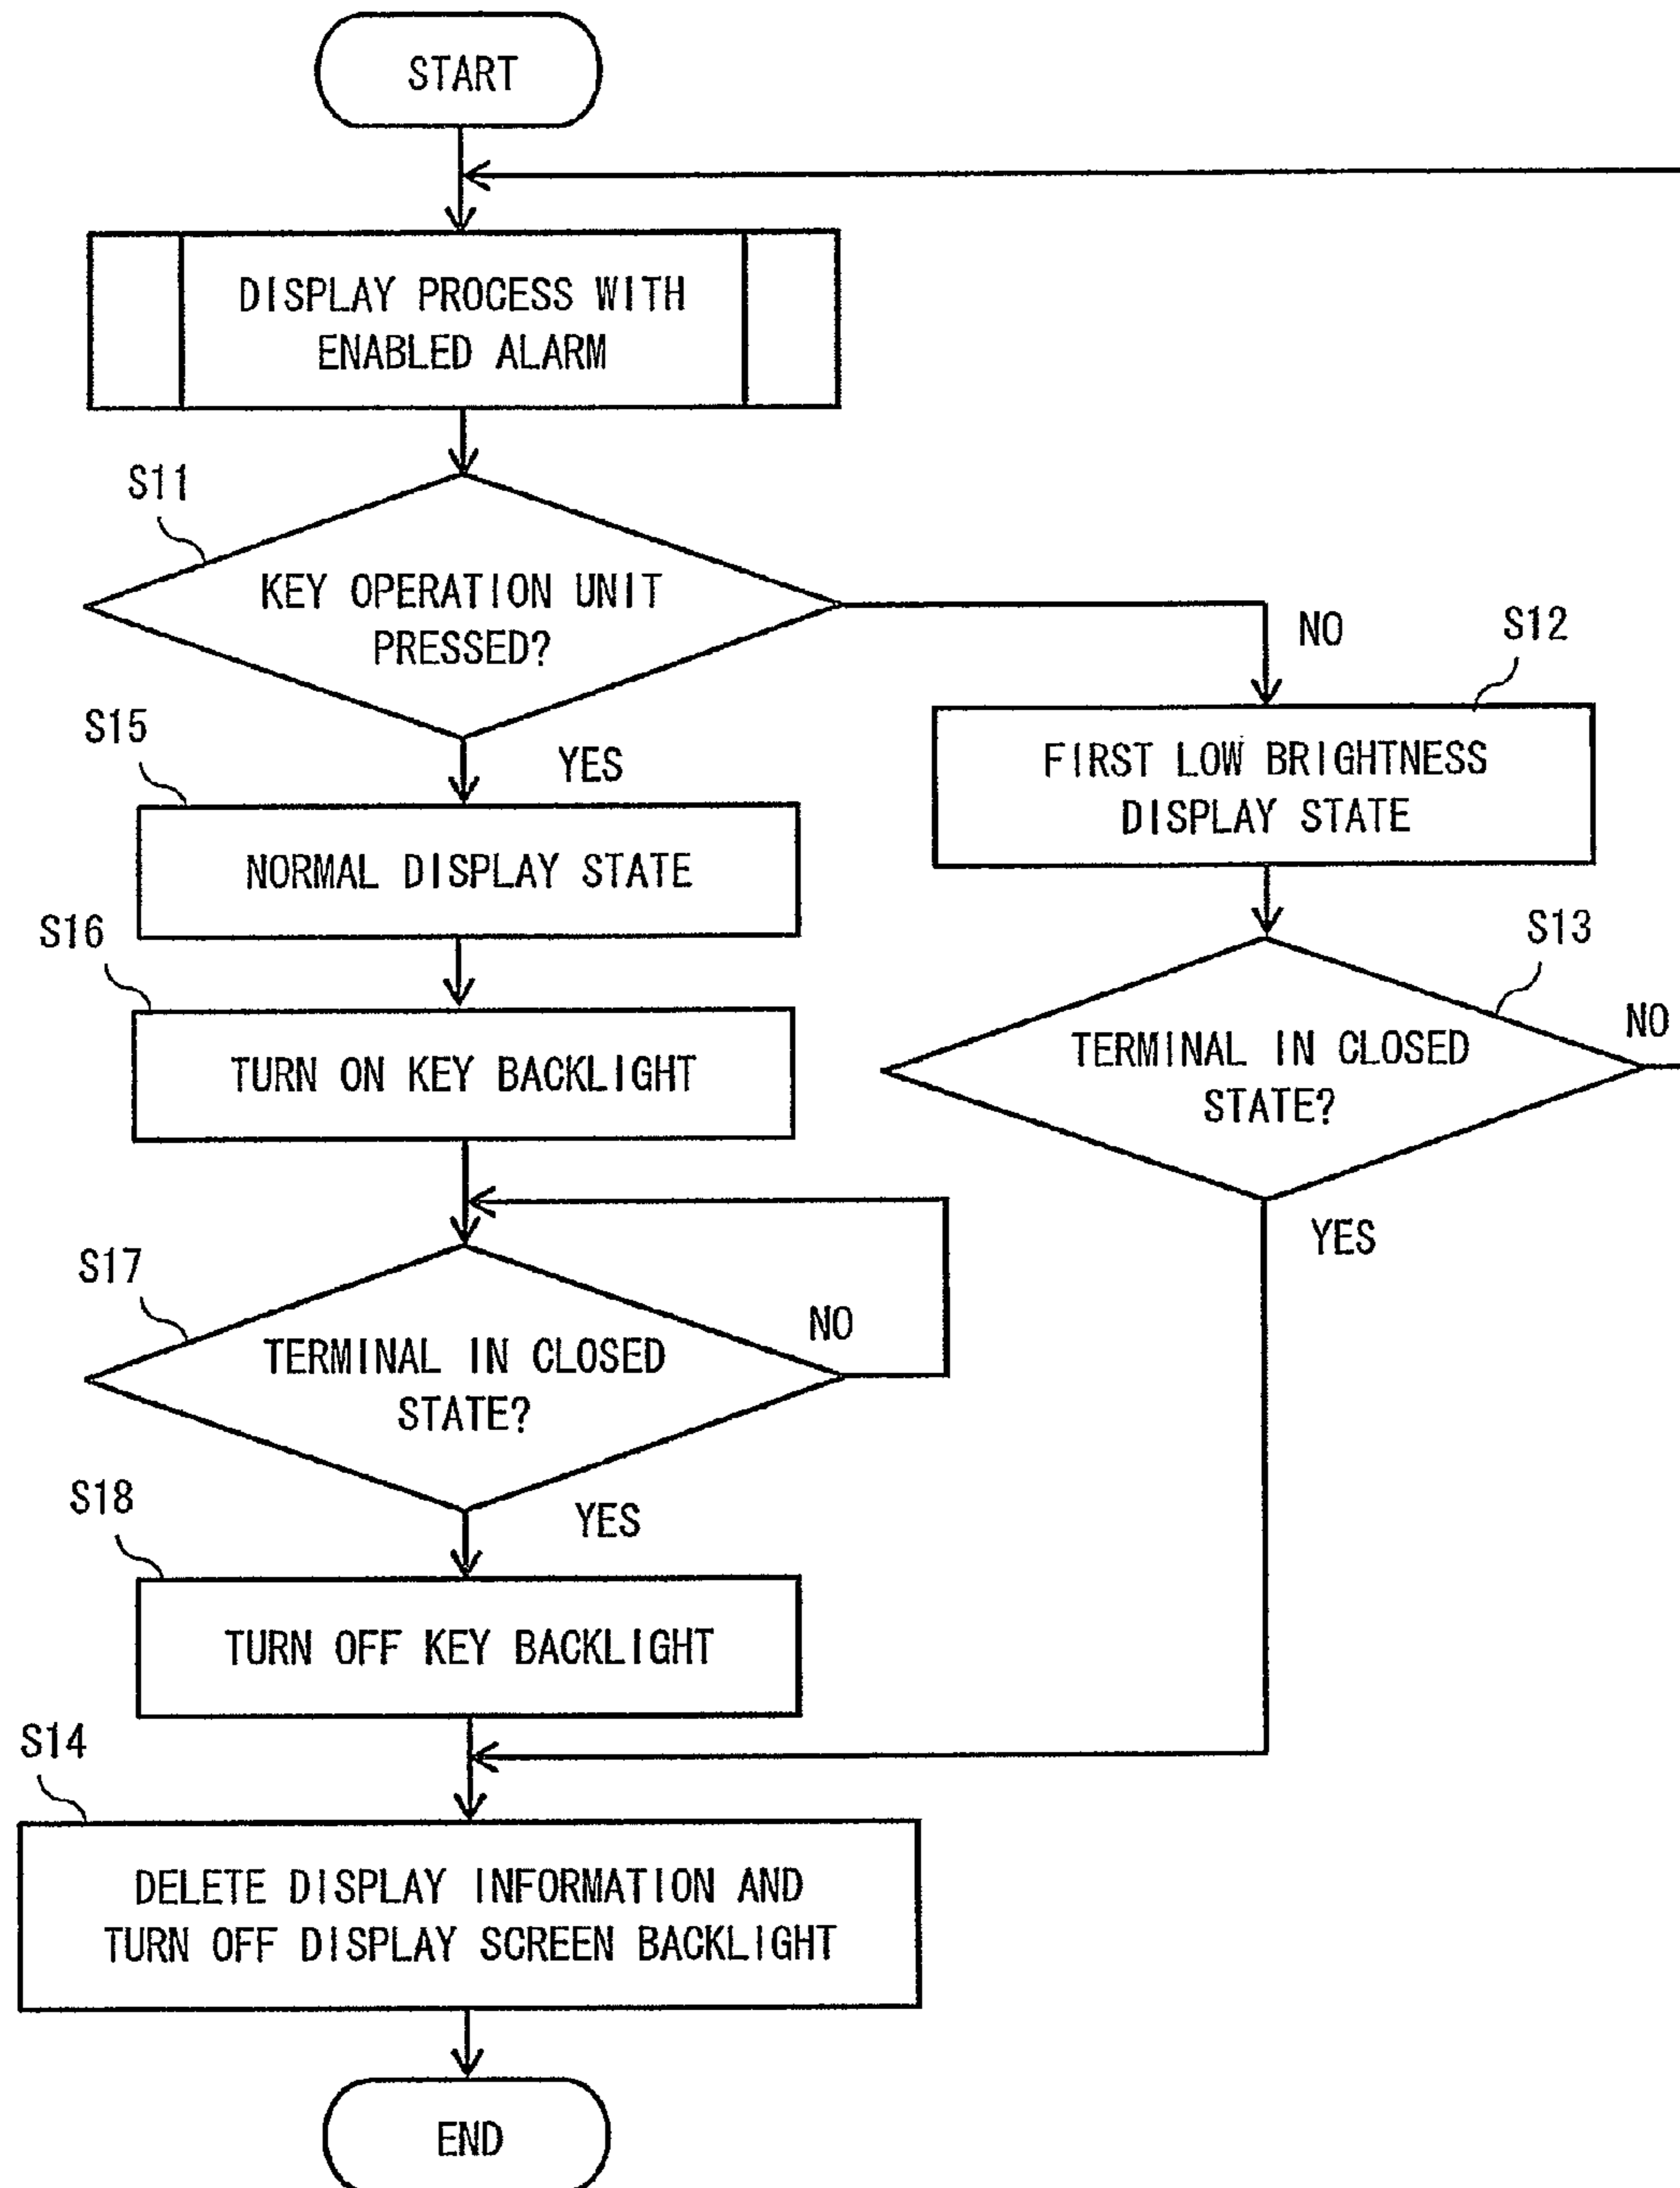 START
DISPLAY PROCESS WITH
ENABLED ALARM
S11
KEY OPERATION UNIT
PRESSED?
NO
S12
FIRST LOW BRIGHTNESS
DISPLAY STATE
S13
TERMINAL IN CLOSED
STATE?
NO
YES
YES
S15
NORMAL DISPLAY STATE
S16
TURN ON KEY BACKLIGHT
S17
TERMINAL IN CLOSED
STATE?
NO
YES
S18
TURN OFF KEY BACKLIGHT
S14
DELETE DISPLAY INFORMATION AND
TURN OFF DISPLAY SCREEN BACKLIGHT
END